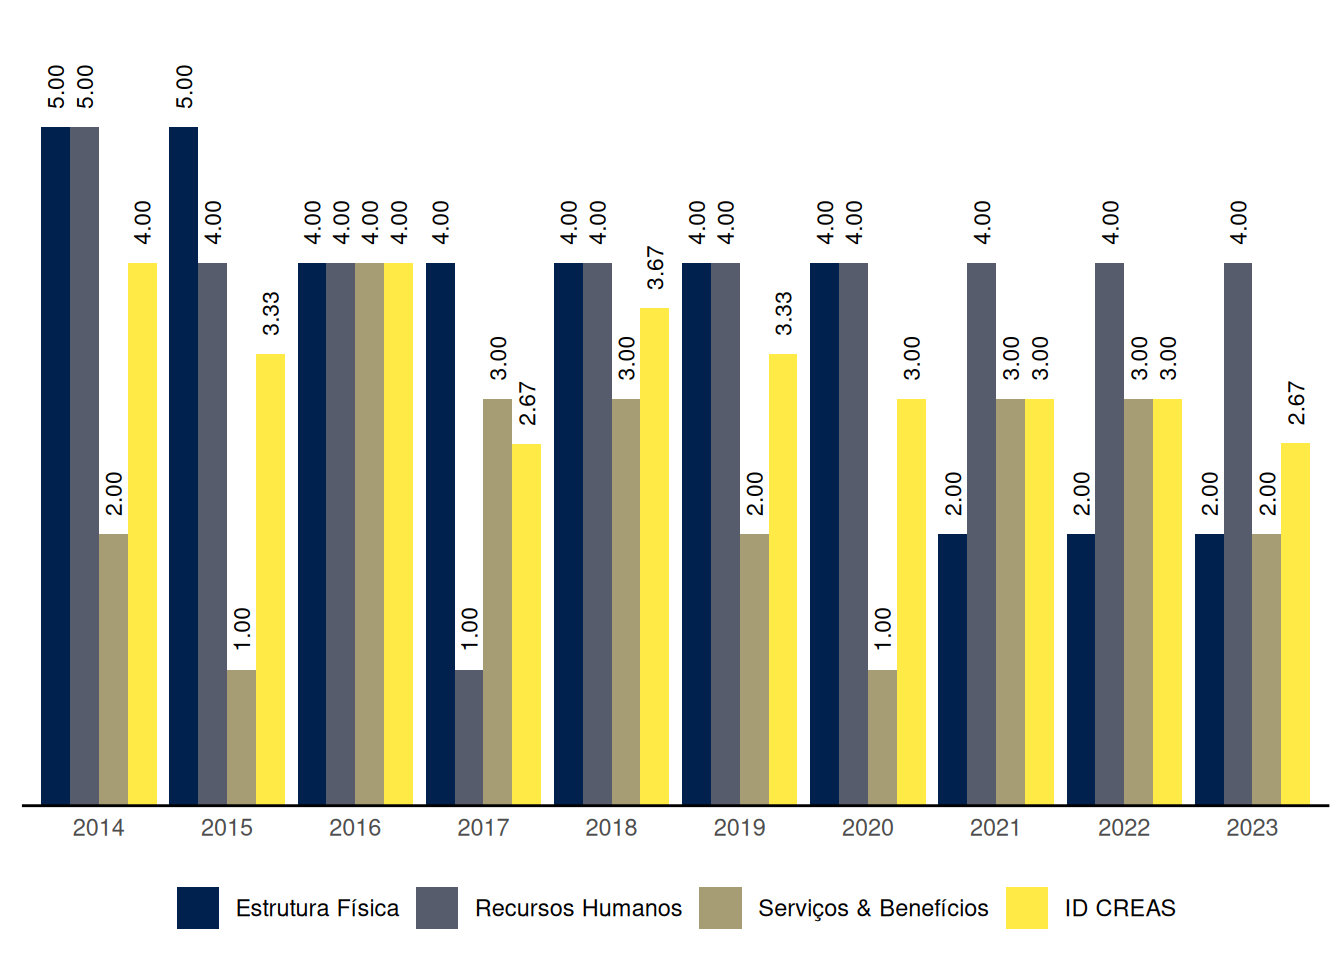 5.00 5.00 2.00 4.00
5.00 4.00 1.00 3.33
4.00 4.00 4.00 4.00
4.00 1.00 3.00 2.67
4.00 4.00 3.00 3.67
4.00 4.00 2.00 3.33
4.00 4.00 1.00 3.00
2.00 4.00 3.00 3.00
2.00 4.00 3.00 3.00
2.00 4.00 2.00 2.67
2014 2015 2016 2017 2018 2019 2020 2021 2022 2023
Estrutura Física Recursos Humanos Serviços & Benefícios ID CREAS